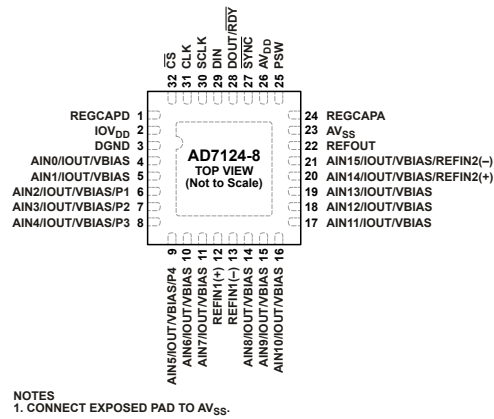 C̅S̅
CLK
SCLK
DIN
DOUT/R̅D̅Y̅
S̅Y̅N̅C̅
AVDD
PSW
32 31 30 29 28 27 26 25
REGCAPD 1
IOVDD 2
DGND 3
AIN0/IOUT/VBIAS 4
AIN1/IOUT/VBIAS 5
AIN2/IOUT/VBIAS/P1 6
AIN3/IOUT/VBIAS/P2 7
AIN4/IOUT/VBIAS/P3 8
AD7124-8
TOP VIEW
(Not to Scale)
24 REGCAPA
23 AVSS
22 REFOUT
21 AIN15/IOUT/VBIAS/REFIN2(–)
20 AIN14/IOUT/VBIAS/REFIN2(+)
19 AIN13/IOUT/VBIAS
18 AIN12/IOUT/VBIAS
17 AIN11/IOUT/VBIAS
9 10 11 12 13 14 15 16
AIN5/IOUT/VBIAS/P4
AIN6/IOUT/VBIAS
AIN7/IOUT/VBIAS
REFIN1(+)
REFIN1(–)
AIN8/IOUT/VBIAS
AIN9/IOUT/VBIAS
AIN10/IOUT/VBIAS
NOTES
1. CONNECT EXPOSED PAD TO AVSS.